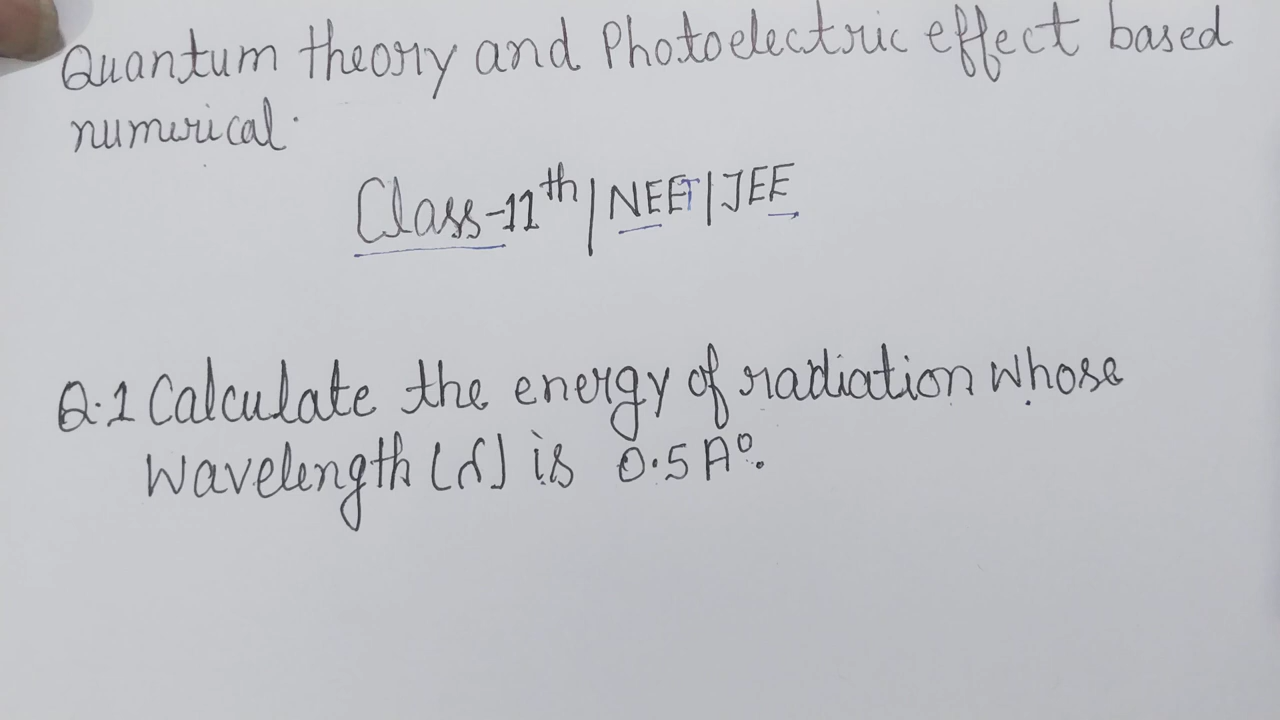 Quantum theory and Photoelectric effect based
numerical.
Class-11th | NEET | JEE
Q.1 Calculate the energy of radiation whose
wavelength (λ) is 0.5 A°.